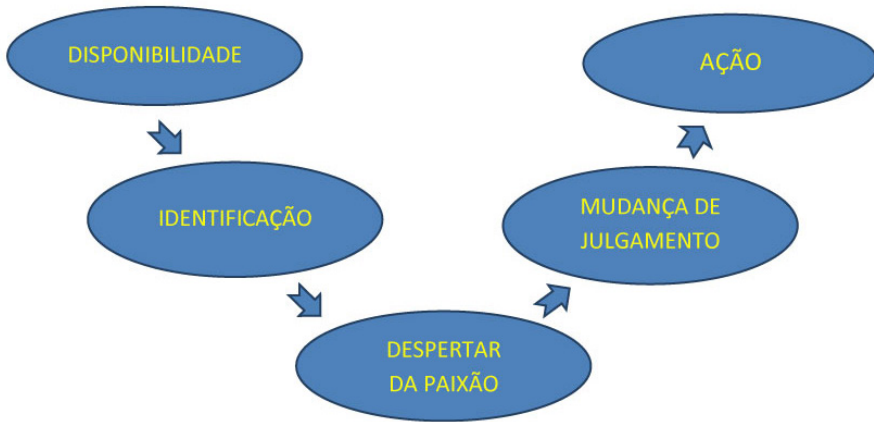 DISPONIBILIDADE
IDENTIFICAÇÃO
DESPERTAR
DA PAIXÃO
MUDANÇA DE
JULGAMENTO
AÇÃO